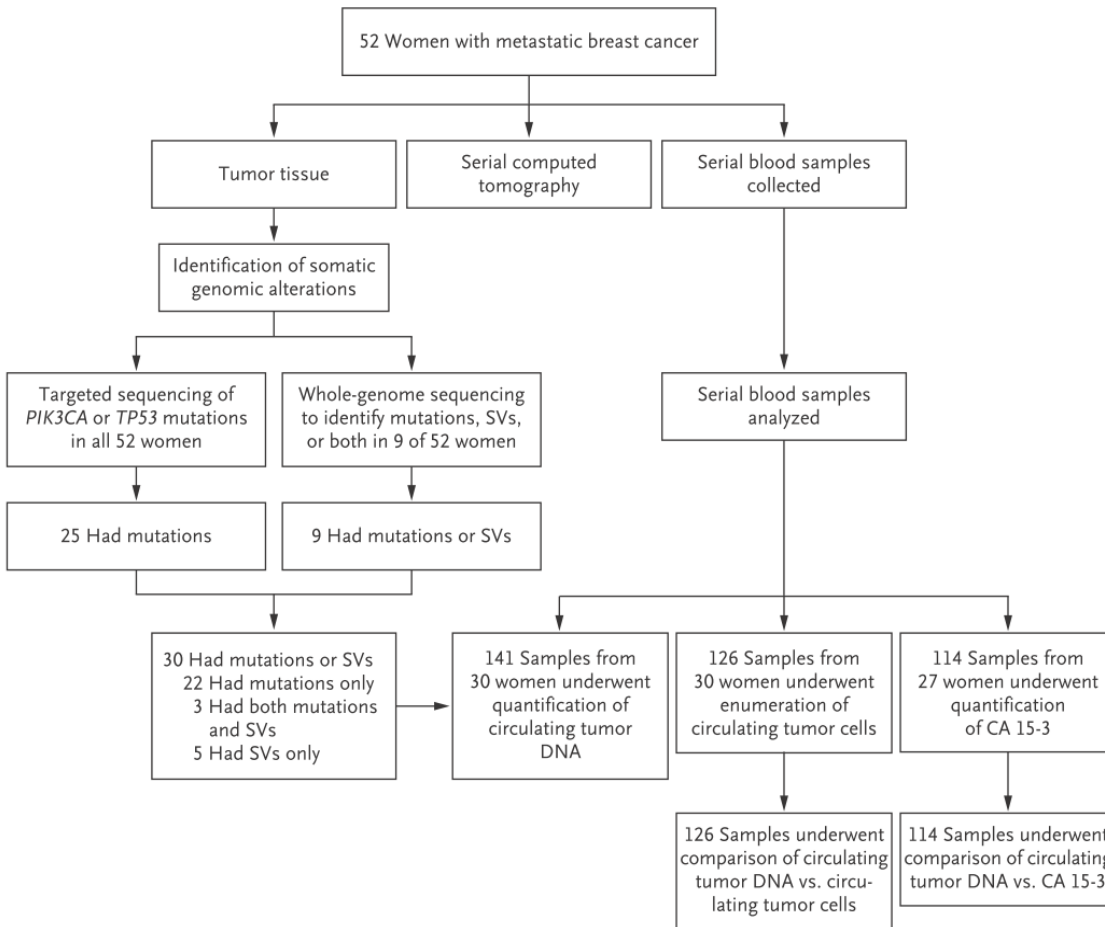 52 Women with metastatic breast cancer
Tumor tissue
Serial computed
tomography
Serial blood samples
collected
Identification of somatic
genomic alterations
Targeted sequencing of
PIK3CA or TP53 mutations
in all 52 women
Whole-genome sequencing
to identify mutations, SVs,
or both in 9 of 52 women
Serial blood samples
analyzed
25 Had mutations
9 Had mutations or SVs
30 Had mutations or SVs
22 Had mutations only
3 Had both mutations
and SVs
5 Had SVs only
141 Samples from
30 women underwent
quantification of
circulating tumor
DNA
126 Samples from
30 women underwent
enumeration of
circulating tumor cells
114 Samples from
27 women underwent
quantification
of CA 15-3
126 Samples underwent
comparison of circulating
tumor DNA vs. circu-
lating tumor cells
114 Samples underwent
comparison of circulating
tumor DNA vs. CA 15-3